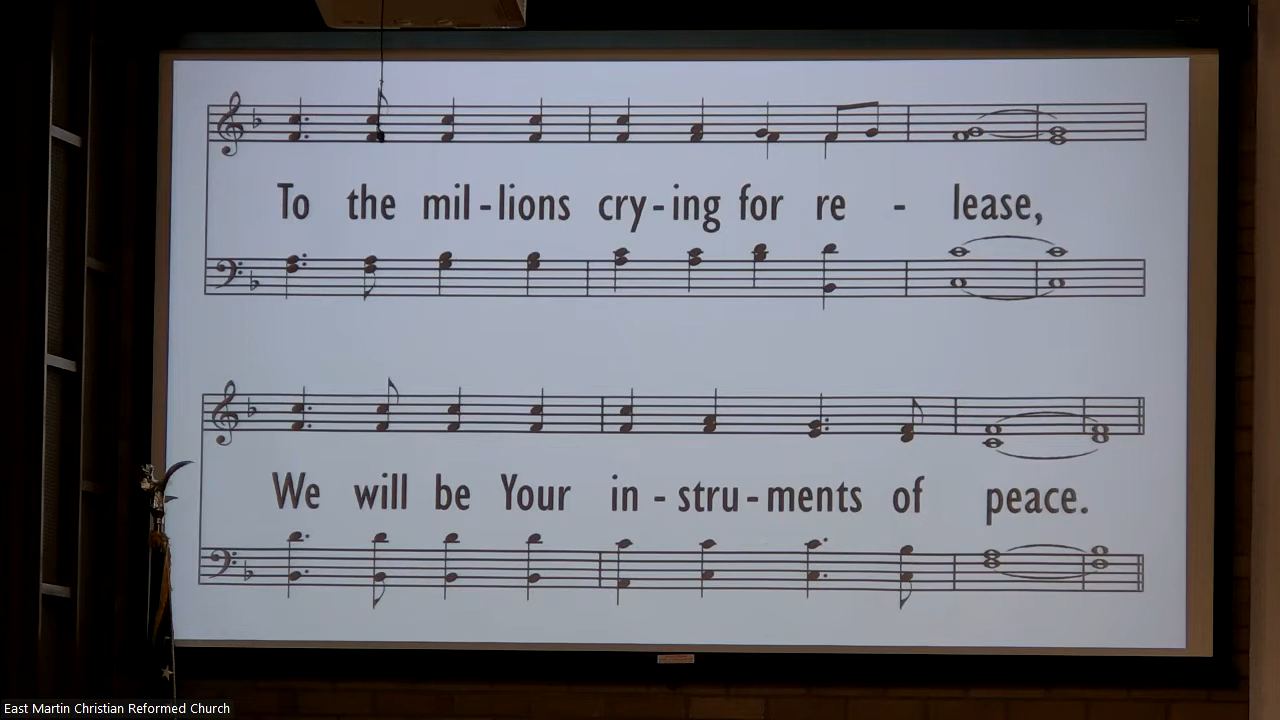 To the mil - lions cry - ing for re - lease,
We will be Your in - stru - ments of peace.
East Martin Christian Reformed Church